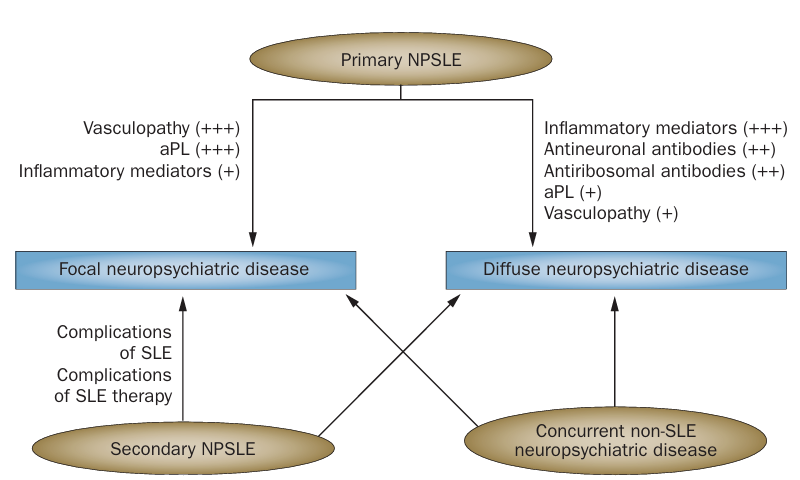 Primary NPSLE
Vasculopathy (+++)
aPL (+++)
Inflammatory mediators (+)
Inflammatory mediators (+++)
Antineuronal antibodies (++)
Antiribosomal antibodies (++)
aPL (+)
Vasculopathy (+)
Focal neuropsychiatric disease
Diffuse neuropsychiatric disease
Complications
of SLE
Complications
of SLE therapy
Secondary NPSLE
Concurrent non-SLE
neuropsychiatric disease